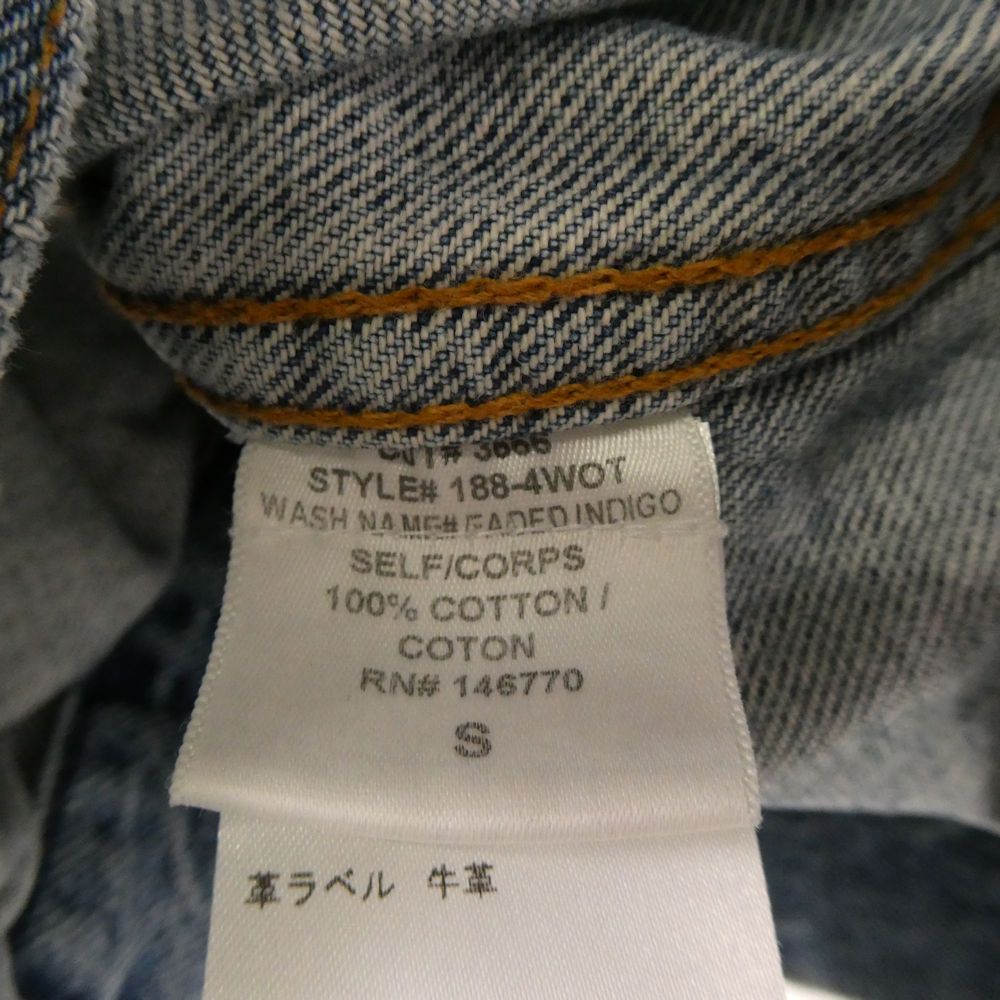 # 3666
STYLE# 188-4WOT
WASH NAME# FADED INDIGO
SELF/CORPS
100% COTTON /
COTON
RN# 146770
S
革ラベル 牛革